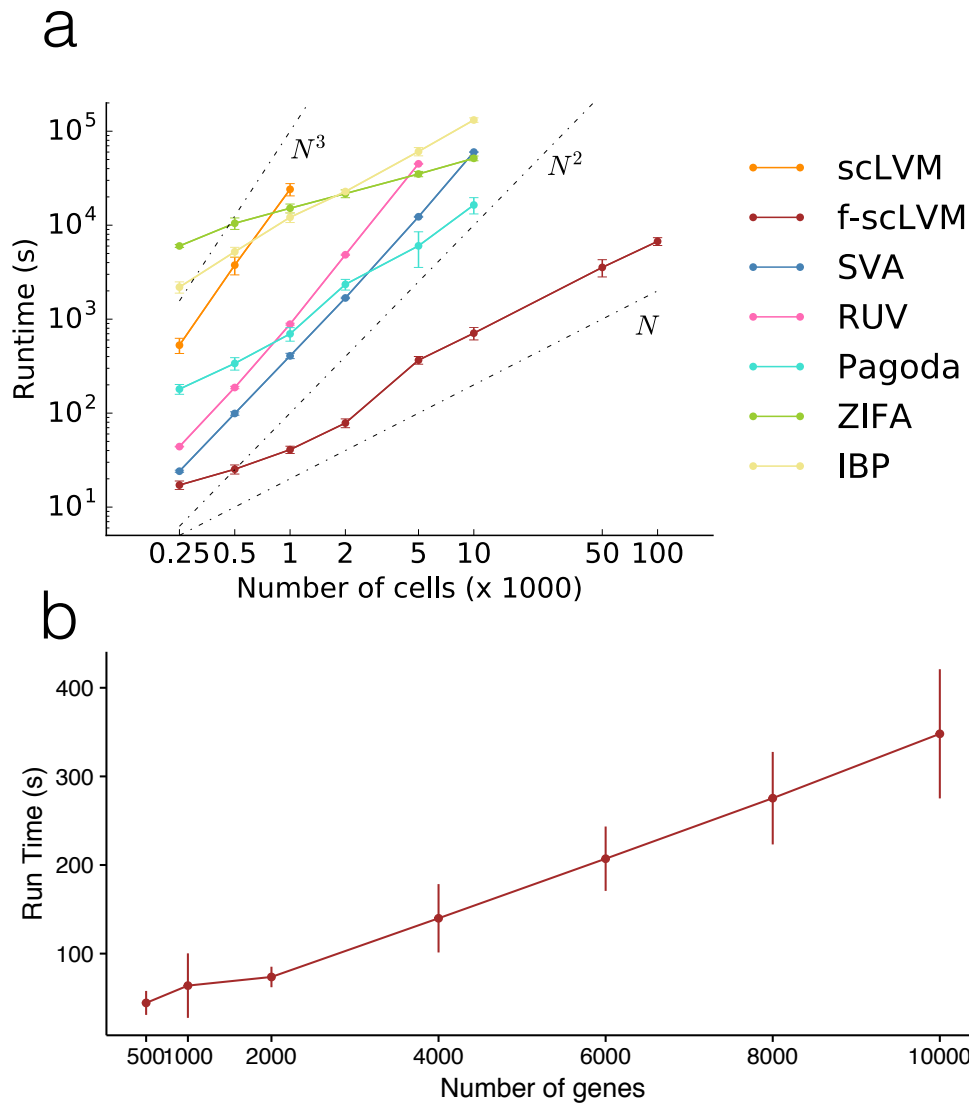 a
10^5
10^4
10^3
10^2
10^1
Runtime (s)
N^3
N^2
N
0.25 0.5 1 2 5 10 50 100
Number of cells (x 1000)
scLVM
f-scLVM
SVA
RUV
Pagoda
ZIFA
IBP
b
400
300
200
100
Run Time (s)
500 1000 2000 4000 6000 8000 10000
Number of genes